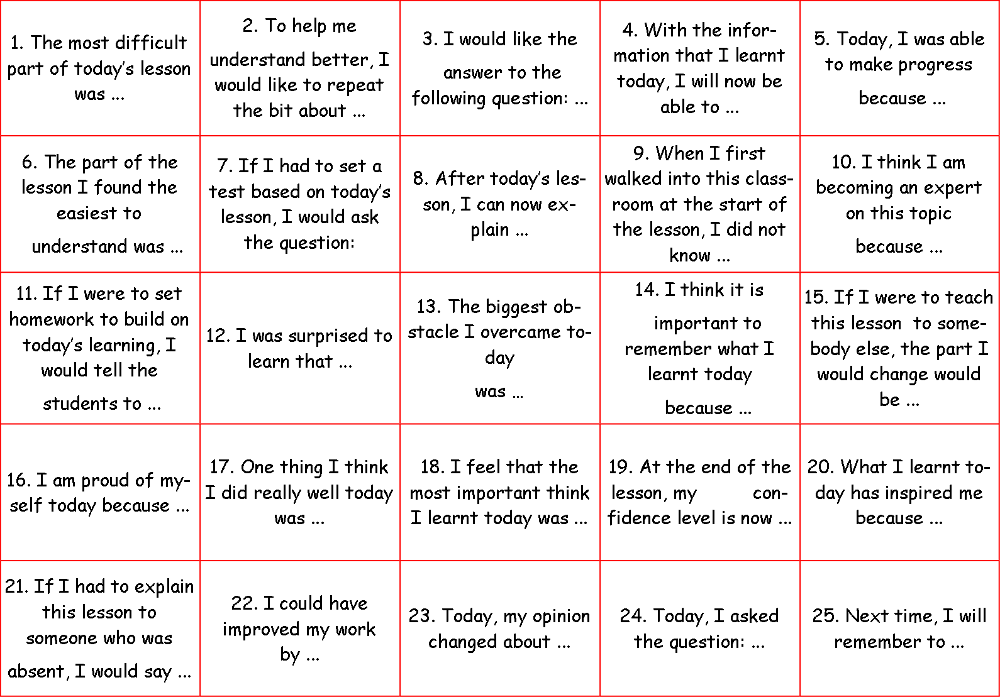 1. The most difficult
part of today's lesson
was ...
2. To help me
understand better, I
would like to repeat
the bit about ...
3. I would like the
answer to the
following question: ...
4. With the infor-
mation that I learnt
today, I will now be
able to ...
5. Today, I was able
to make progress
because ...
6. The part of the
lesson I found the
easiest to
understand was ...
7. If I had to set a
test based on today's
lesson, I would ask
the question:
8. After today's les-
son, I can now ex-
plain ...
9. When I first
walked into this class-
room at the start of
the lesson, I did not
know ...
10. I think I am
becoming an expert
on this topic
because ...
11. If I were to set
homework to build on
today's learning, I
would tell the
students to ...
12. I was surprised to
learn that ...
13. The biggest ob-
stacle I overcame to-
day
was ...
14. I think it is
important to
remember what I
learnt today
because ...
15. If I were to teach
this lesson  to some-
body else, the part I
would change would
be ...
16. I am proud of my-
self today because ...
17. One thing I think
I did really well today
was ...
18. I feel that the
most important think
I learnt today was ...
19. At the end of the
lesson, my con-
fidence level is now ...
20. What I learnt to-
day has inspired me
because ...
21. If I had to explain
this lesson to
someone who was
absent, I would say ...
22. I could have
improved my work
by ...
23. Today, my opinion
changed about ...
24. Today, I asked
the question: ...
25. Next time, I will
remember to ...